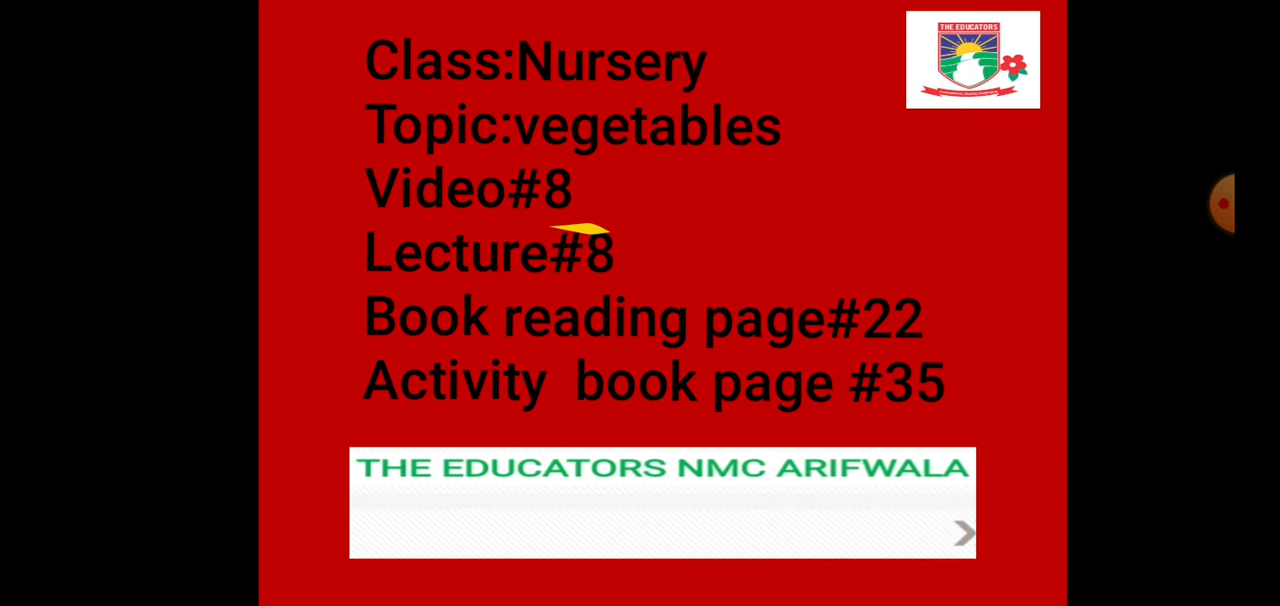 THE EDUCATORS
Class:Nursery
Topic:vegetables
Video#8
Lecture#8
Book reading page#22
Activity  book page #35
THE EDUCATORS NMC ARIFWALA